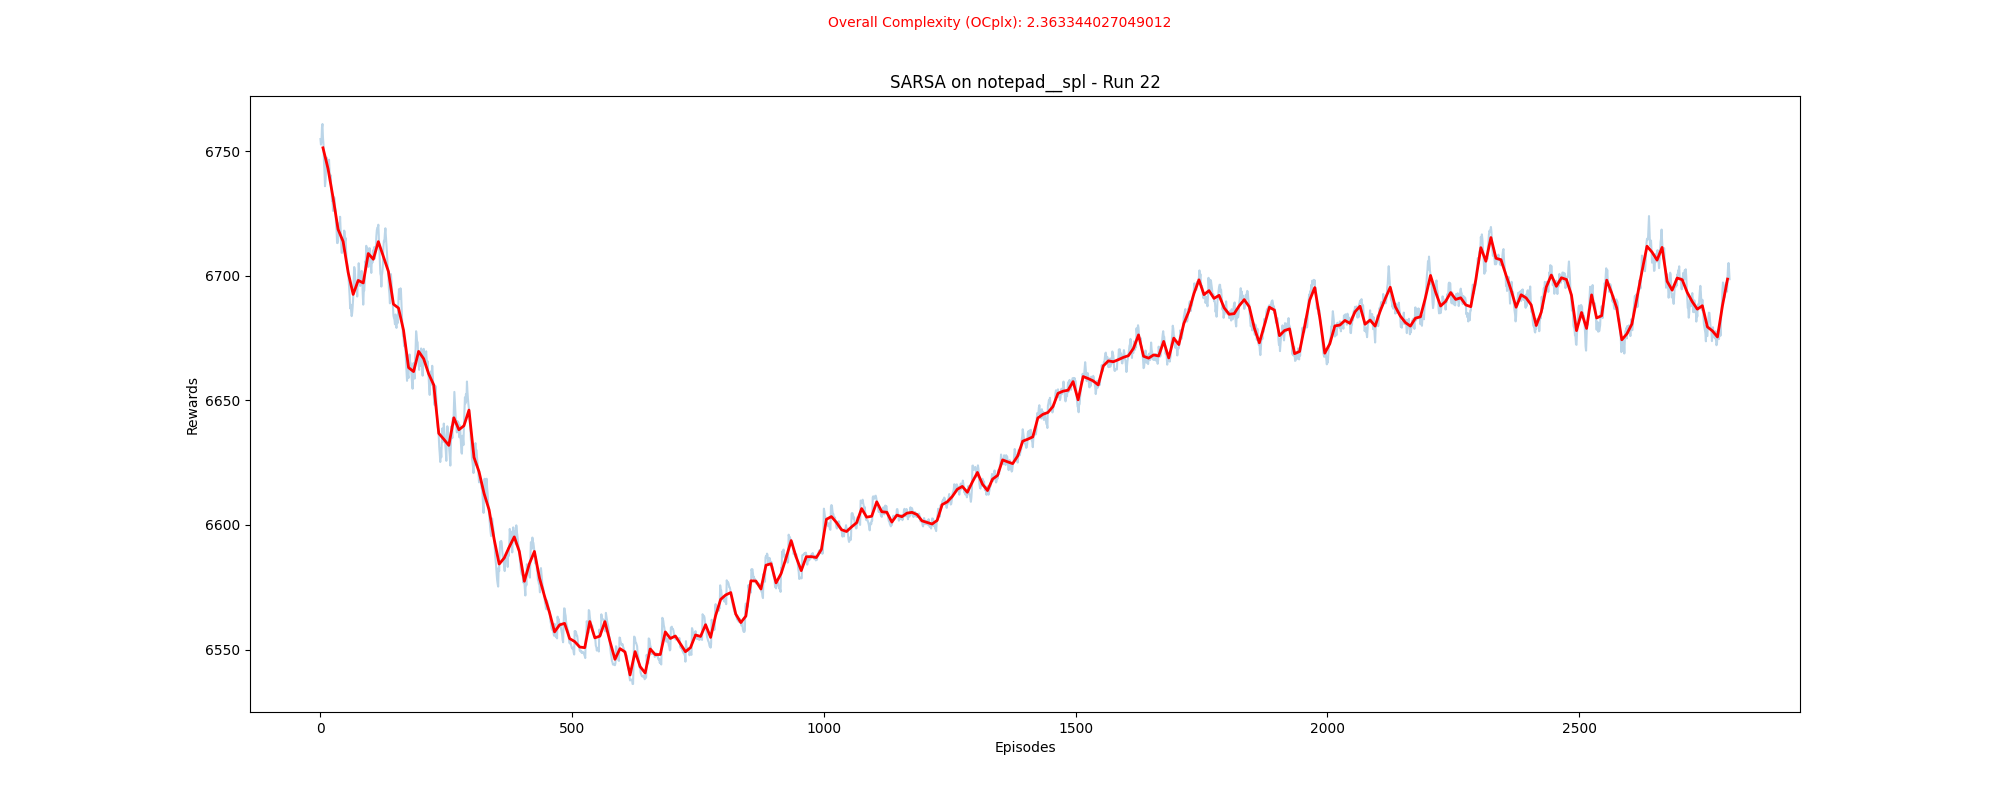 Overall Complexity (OCplx): 2.363344027049012
SARSA on notepad__spl - Run 22
6750
6700
6650
6600
6550
Rewards
0 500 1000 1500 2000 2500
Episodes